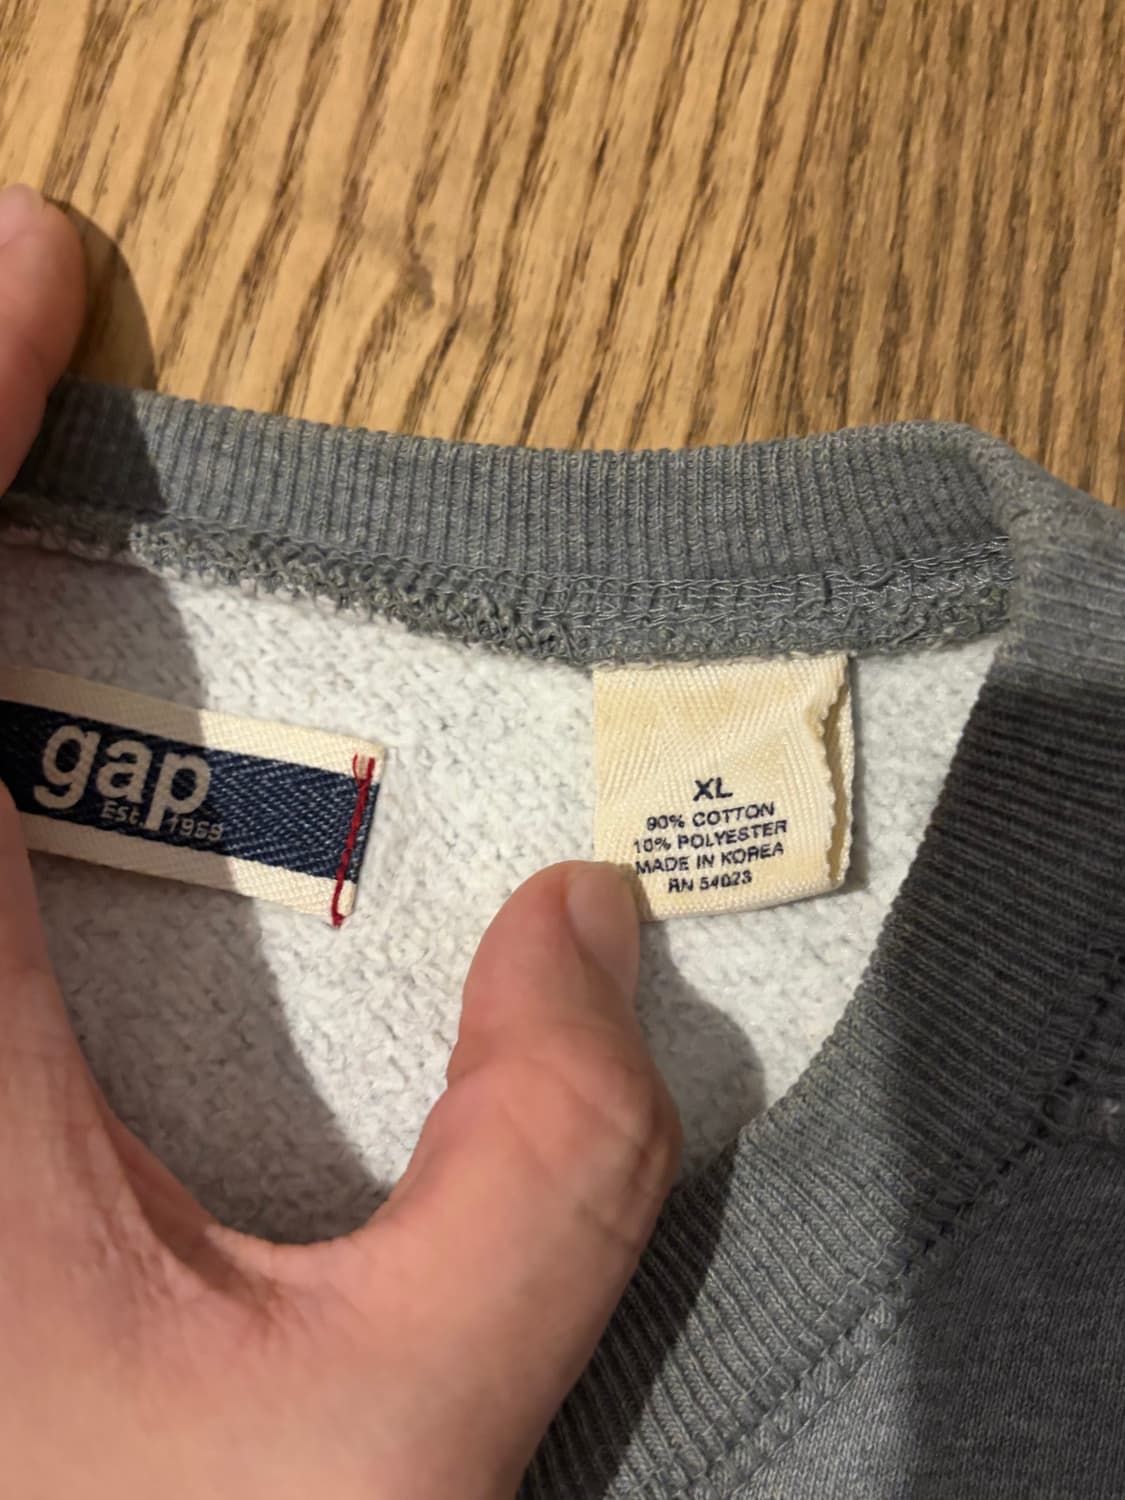 gap
Est. 1969
XL
90% COTTON
10% POLYESTER
MADE IN KOREA
RN 54023